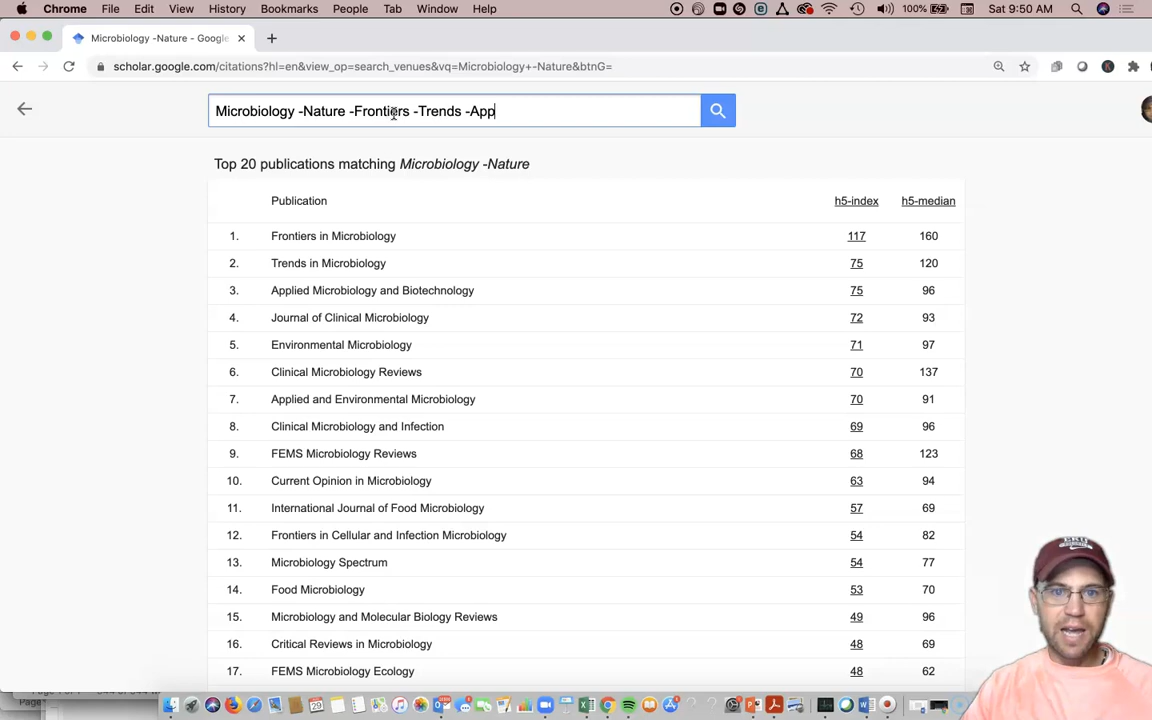 Chrome File Edit View History Bookmarks People Tab Window Help 100% Sat 9:50 AM
Microbiology -Nature - Google
scholar.google.com/citations?hl=en&view_op=search_venues&vq=Microbiology+-Nature&btnG=
Microbiology -Nature -Frontiers -Trends -App
Top 20 publications matching Microbiology -Nature
Publication h5-index h5-median
1. Frontiers in Microbiology 117 160
2. Trends in Microbiology 75 120
3. Applied Microbiology and Biotechnology 75 96
4. Journal of Clinical Microbiology 72 93
5. Environmental Microbiology 71 97
6. Clinical Microbiology Reviews 70 137
7. Applied and Environmental Microbiology 70 91
8. Clinical Microbiology and Infection 69 96
9. FEMS Microbiology Reviews 68 123
10. Current Opinion in Microbiology 63 94
11. International Journal of Food Microbiology 57 69
12. Frontiers in Cellular and Infection Microbiology 54 82
13. Microbiology Spectrum 54 77
14. Food Microbiology 53 70
15. Microbiology and Molecular Biology Reviews 49 96
16. Critical Reviews in Microbiology 48 69
17. FEMS Microbiology Ecology 48 62